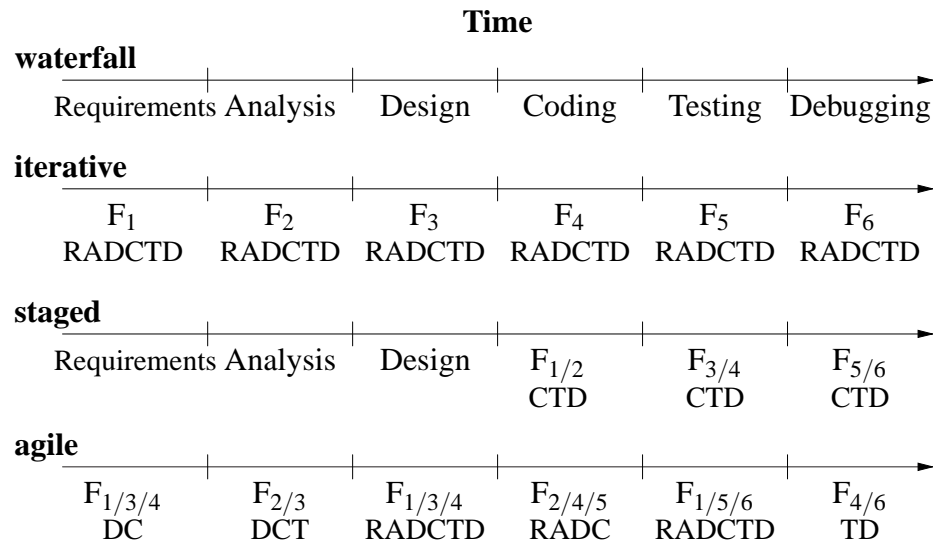 Time
waterfall
Requirements Analysis Design Coding Testing Debugging
iterative
F1 F2 F3 F4 F5 F6
RADCTD RADCTD RADCTD RADCTD RADCTD RADCTD
staged
Requirements Analysis Design F1/2 F3/4 F5/6
CTD CTD CTD
agile
F1/3/4 F2/3 F1/3/4 F2/4/5 F1/5/6 F4/6
DC DCT RADCTD RADC RADCTD TD